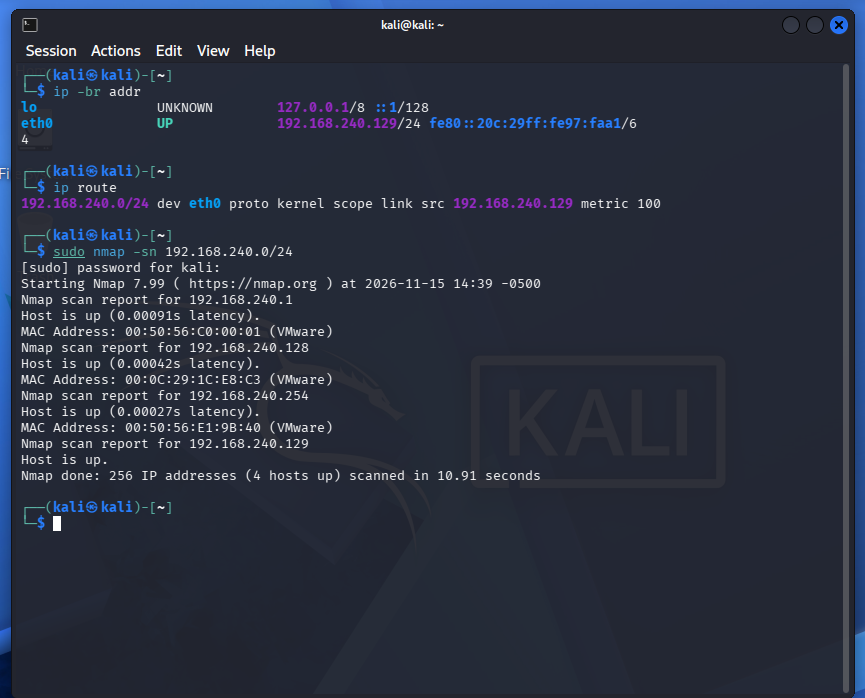 kali@kali: ~
Session Actions Edit View Help
┌──(kali㉿kali)-[~]
└─$ ip -br addr
lo UNKNOWN 127.0.0.1/8 ::1/128
eth0 UP 192.168.240.129/24 fe80::20c:29ff:fe97:faa1/6
4
┌──(kali㉿kali)-[~]
└─$ ip route
192.168.240.0/24 dev eth0 proto kernel scope link src 192.168.240.129 metric 100
┌──(kali㉿kali)-[~]
└─$ sudo nmap -sn 192.168.240.0/24
[sudo] password for kali:
Starting Nmap 7.99 ( https://nmap.org ) at 2026-11-15 14:39 -0500
Nmap scan report for 192.168.240.1
Host is up (0.00091s latency).
MAC Address: 00:50:56:C0:00:01 (VMware)
Nmap scan report for 192.168.240.128
Host is up (0.00042s latency).
MAC Address: 00:0C:29:1C:E8:C3 (VMware)
Nmap scan report for 192.168.240.254
Host is up (0.00027s latency).
MAC Address: 00:50:56:E1:9B:40 (VMware)
Nmap scan report for 192.168.240.129
Host is up.
Nmap done: 256 IP addresses (4 hosts up) scanned in 10.91 seconds
┌──(kali㉿kali)-[~]
└─$
KALI